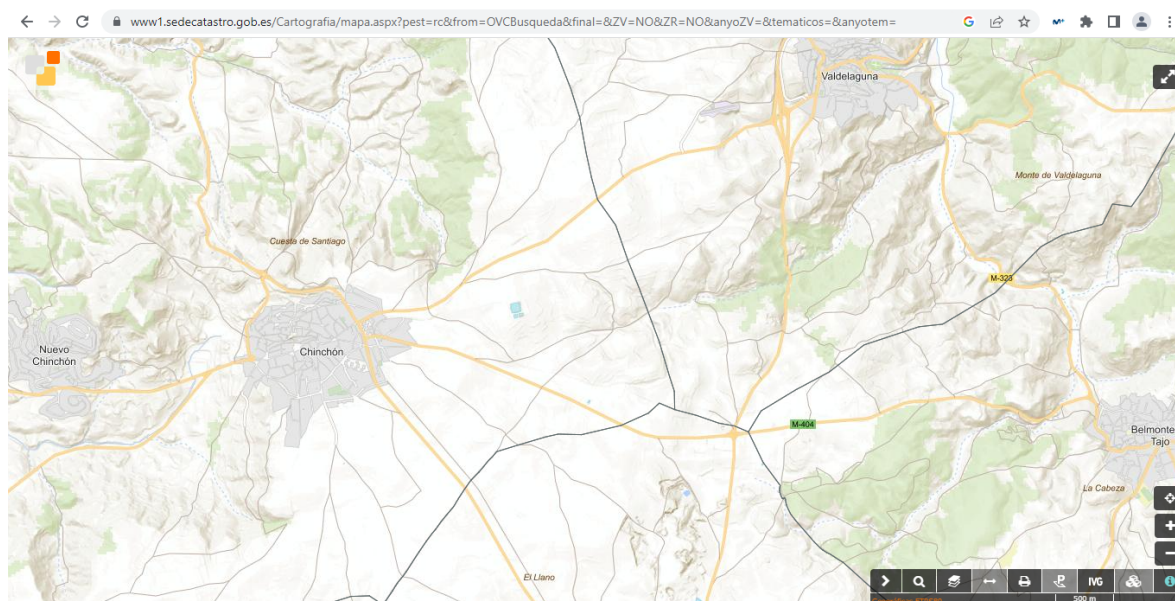 www1.sedecatastro.gob.es/Cartografia/mapa.aspx?pest=rc&from=OVCBusqueda&final=&ZV=NO&ZR=NO&anyoZV=&tematicos=&anyotem=
Valdelaguna
Monte de Valdelaguna
Cuesta de Santiago
M-323
Nuevo
Chinchón
Chinchón
M-404
Belmonte
Tajo
La Cabeza
El Llano
IVG
500 m